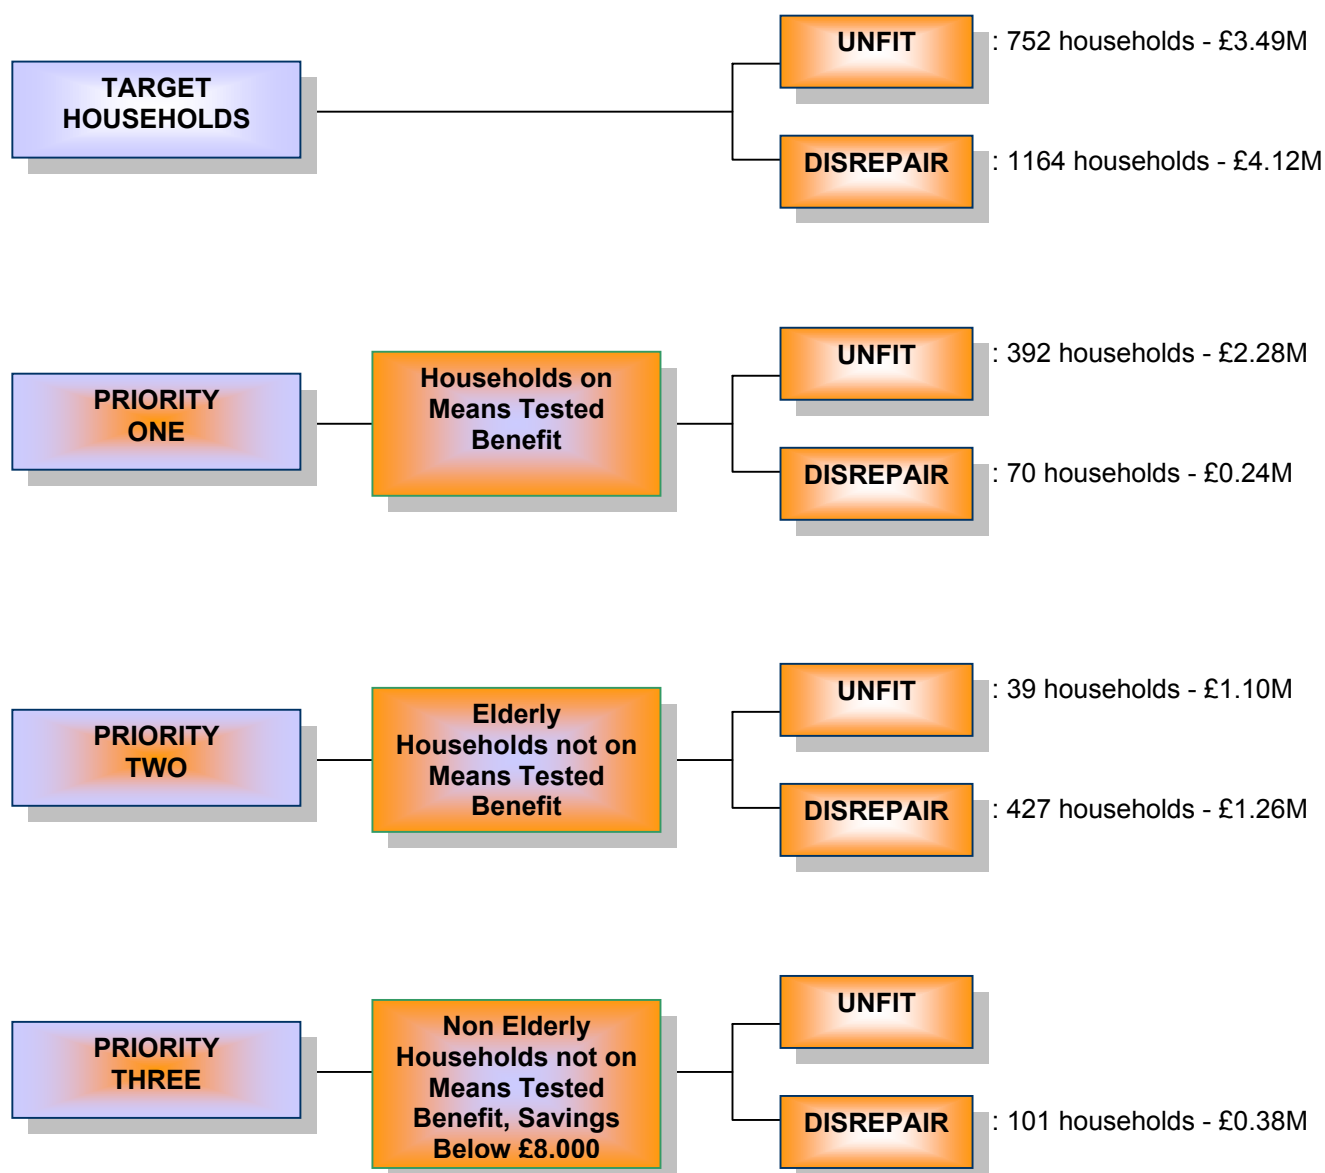 TARGET
HOUSEHOLDS
UNFIT
: 752 households - £3.49M
DISREPAIR
: 1164 households - £4.12M
PRIORITY
ONE
Households on
Means Tested
Benefit
UNFIT
: 392 households - £2.28M
DISREPAIR
: 70 households - £0.24M
PRIORITY
TWO
Elderly
Households not on
Means Tested
Benefit
UNFIT
: 39 households - £1.10M
DISREPAIR
: 427 households - £1.26M
PRIORITY
THREE
Non Elderly
Households not on
Means Tested
Benefit, Savings
Below £8.000
UNFIT
DISREPAIR
: 101 households - £0.38M